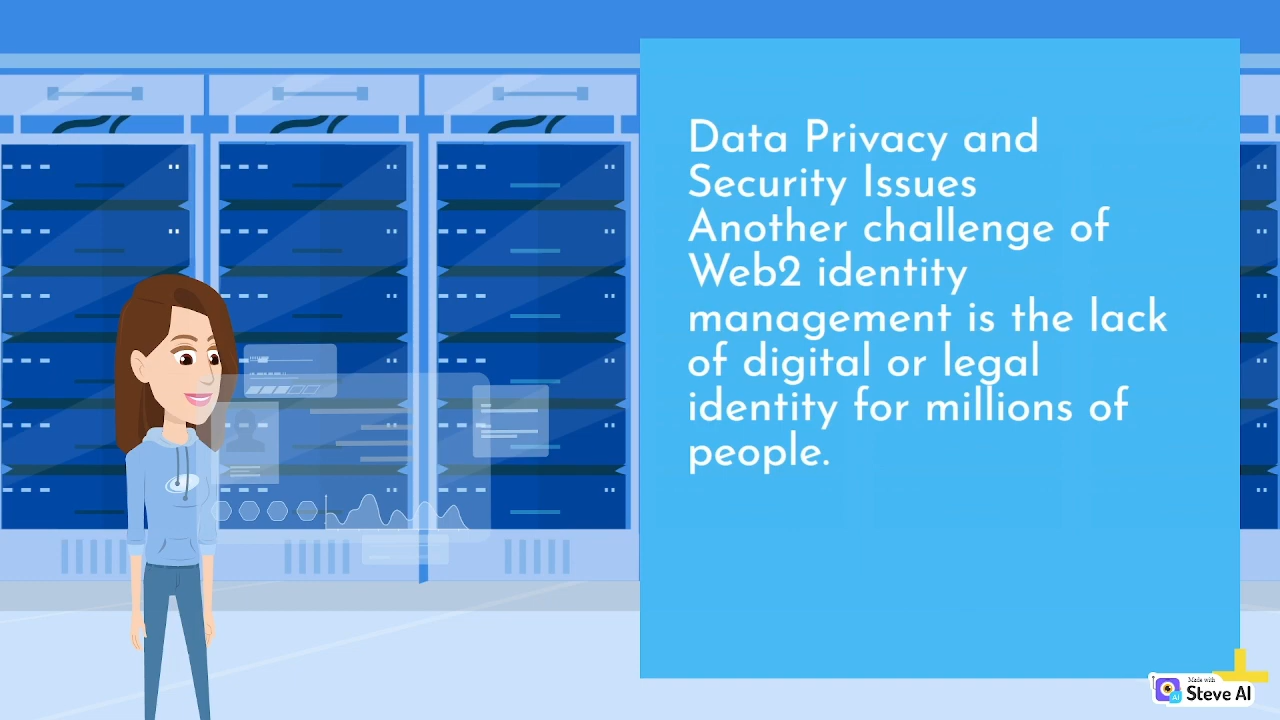 Data Privacy and
Security Issues
Another challenge of
Web2 identity
management is the lack
of digital or legal
identity for millions of
people.
Made with
Steve AI